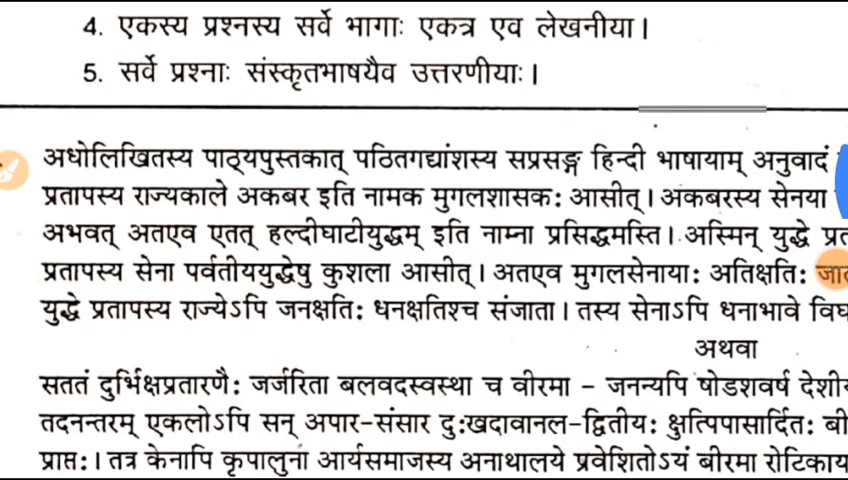 4. एकस्य प्रश्नस्य सर्वे भागाः एकत्र एव लेखनीया।
5. सर्वे प्रश्नाः संस्कृतभाषयैव उत्तरणीयाः।
अधोलिखितस्य पाठ्यपुस्तकात् पठितगद्यांशस्य सप्रसङ्ग हिन्दी भाषायाम् अनुवादं
प्रतापस्य राज्यकाले अकबर इति नामक मुगलशासकः आसीत्। अकबरस्य सेनया
अभवत् अतएव एतत् हल्दीघाटीयुद्धम् इति नाम्ना प्रसिद्धमस्ति। अस्मिन् युद्धे
प्रतापस्य सेना पर्वतीययुद्धेषु कुशला आसीत्। अतएव मुगलसेनायाः अतिक्षतिः
युद्धे प्रतापस्य राज्येऽपि जनक्षतिः धनक्षतिश्च संजाता। तस्य सेनाऽपि धनाभावे
अथवा
सततं दुर्भिक्षप्रतारणैः जर्जरिता बलवदस्वस्था च वीरमा – जनन्यपि षोडशवर्ष
तदनन्तरम् एकलोऽपि सन् अपार-संसार दुःखदावानल-द्वितीयः क्षुत्पिपासार्दितः
प्राप्तः। तत्र केनापि कृपालुना आर्यसमाजस्य अनाथालये प्रवेशितोऽयं बीरमा